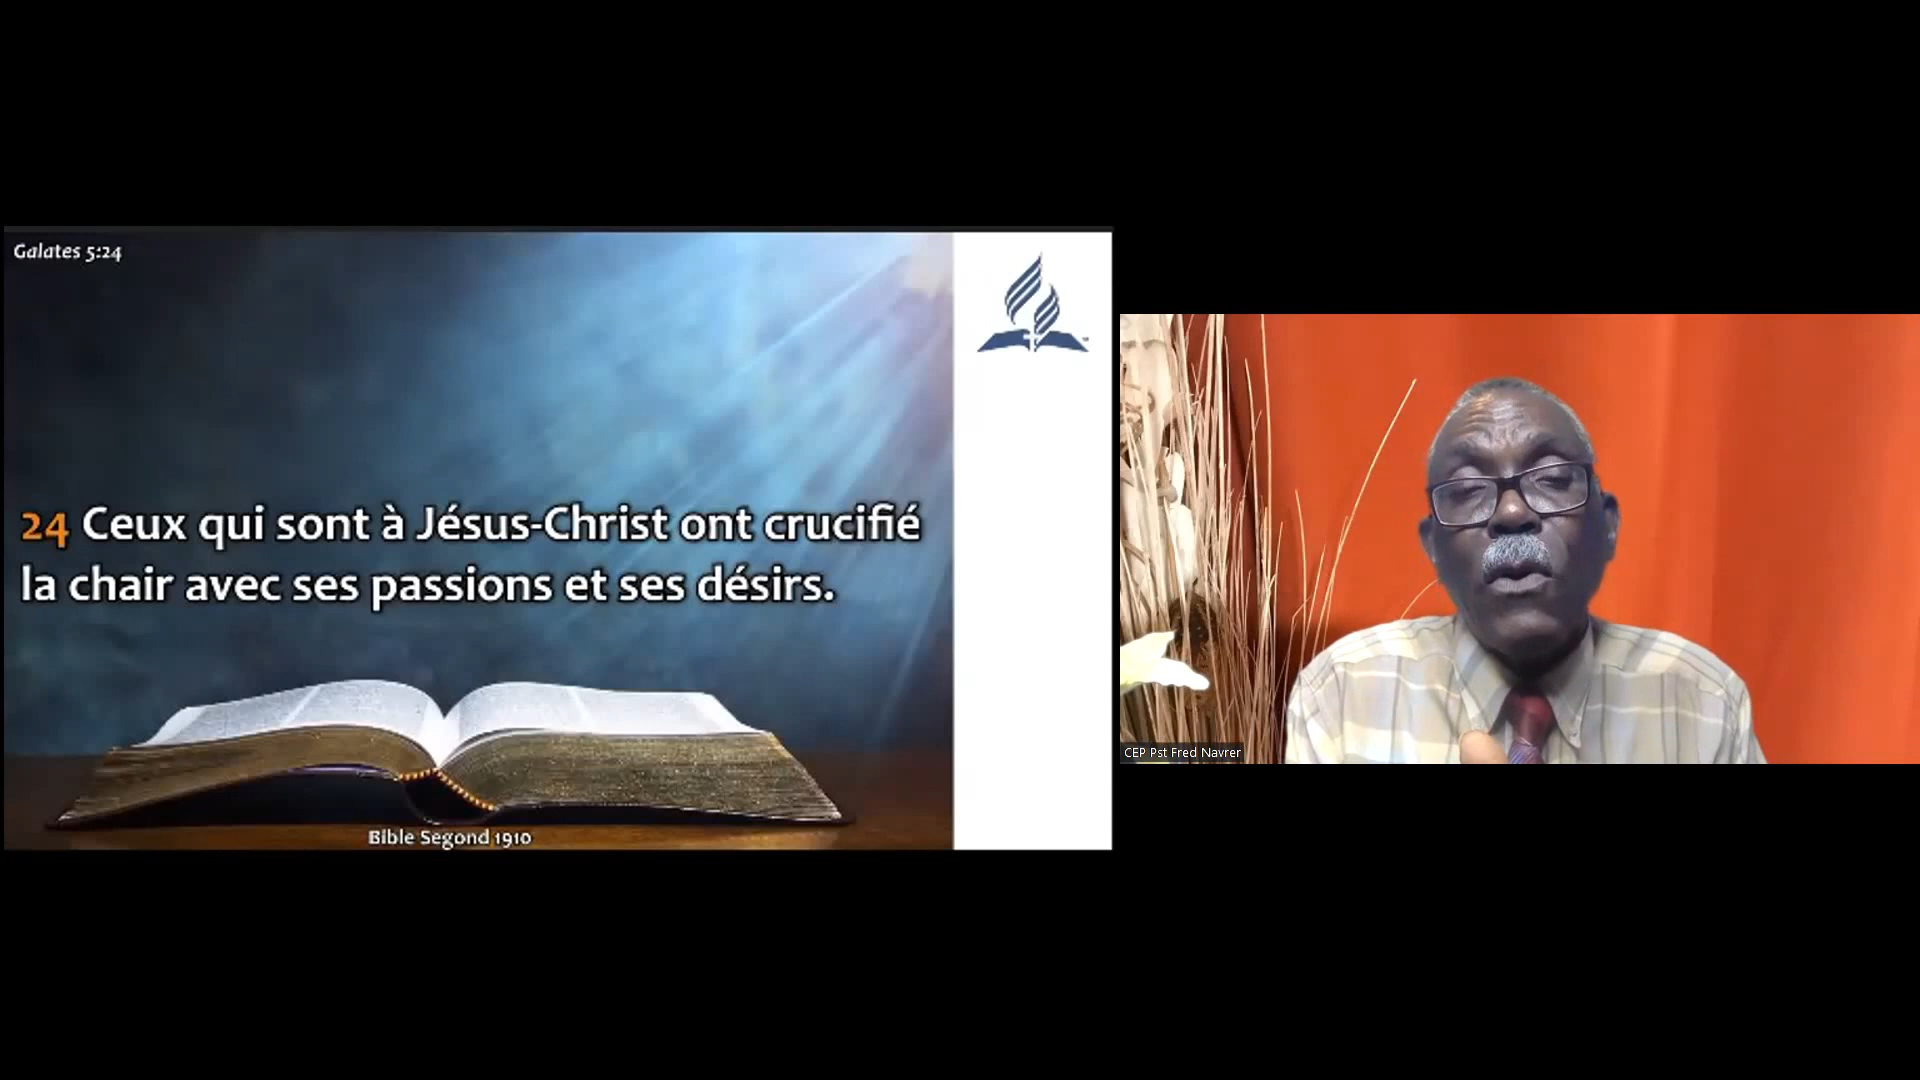 Galates 5:24
24 Ceux qui sont à Jésus-Christ ont crucifié
la chair avec ses passions et ses désirs.
Bible Segond 1910
CEP Pst Fred Navrer